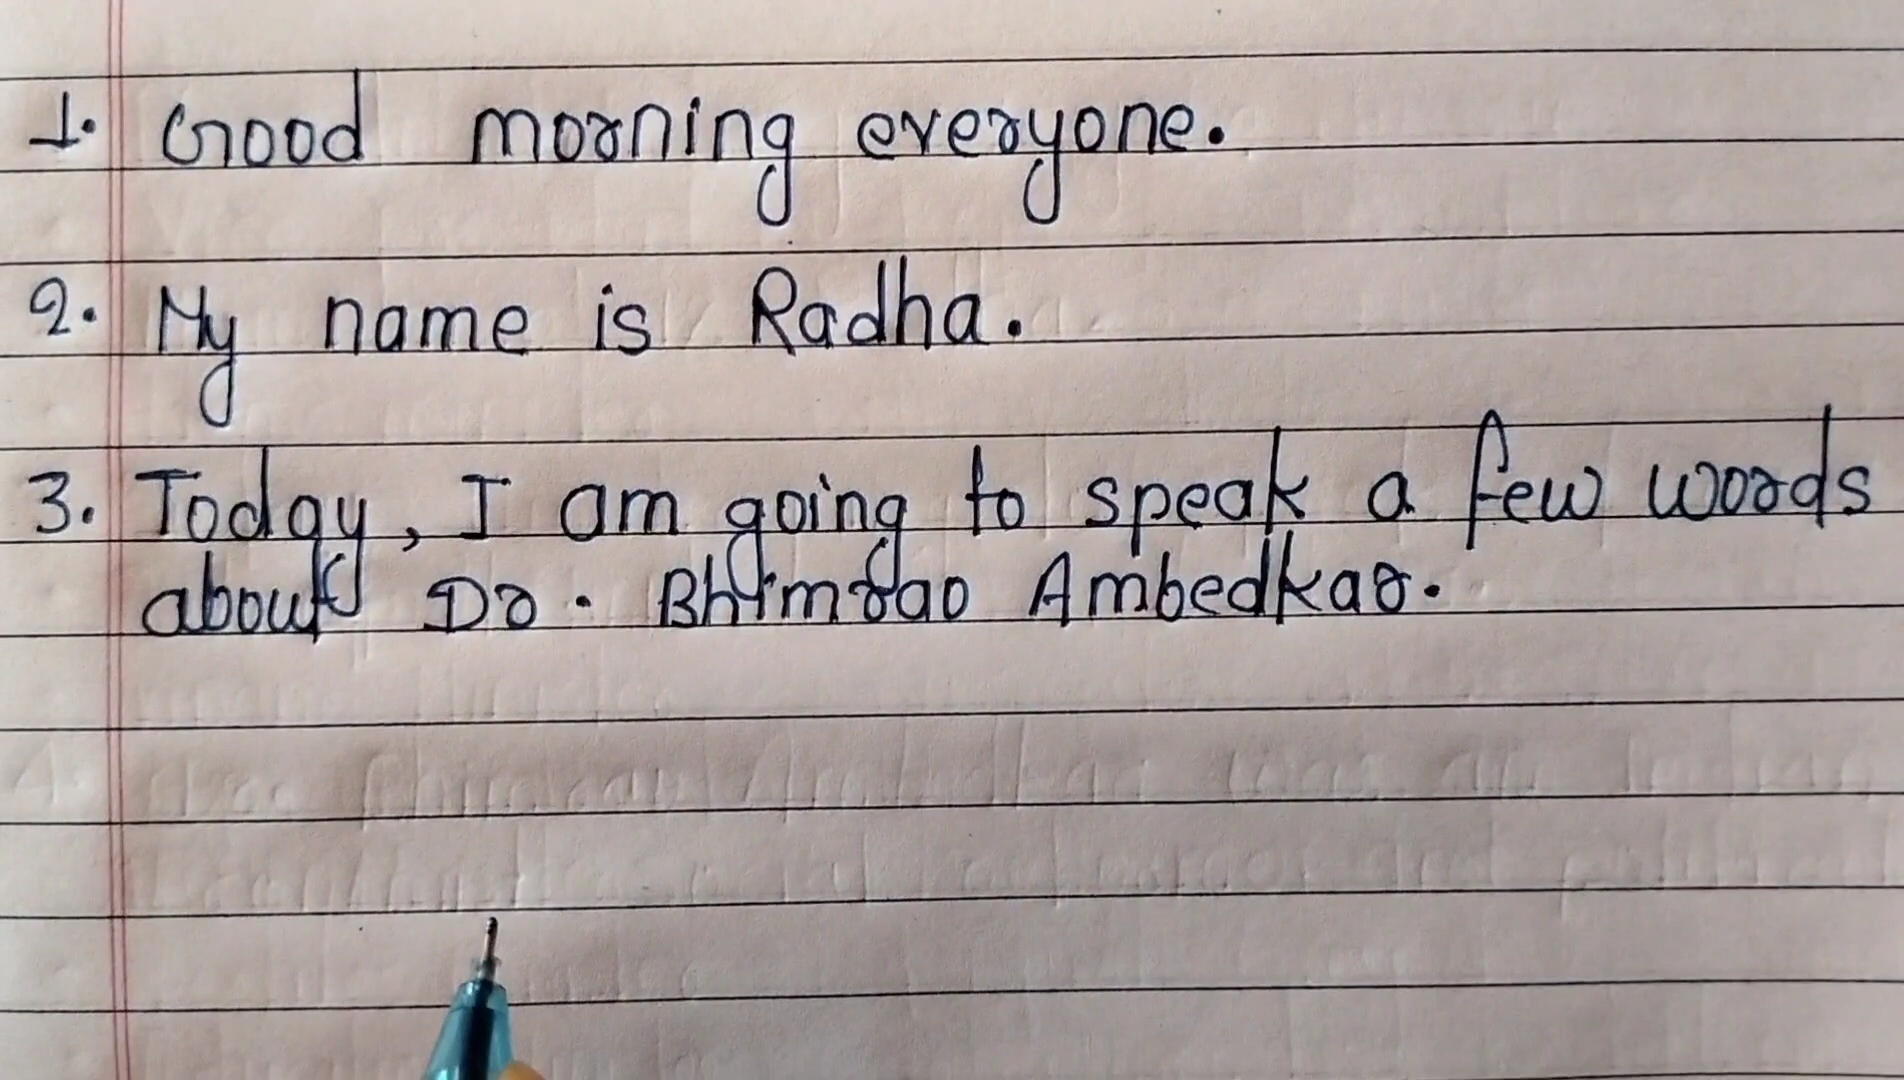 1. Good morning everyone.
2. My name is Radha.
3. Today, I am going to speak a few words
about Dr. Bhimrao Ambedkar.